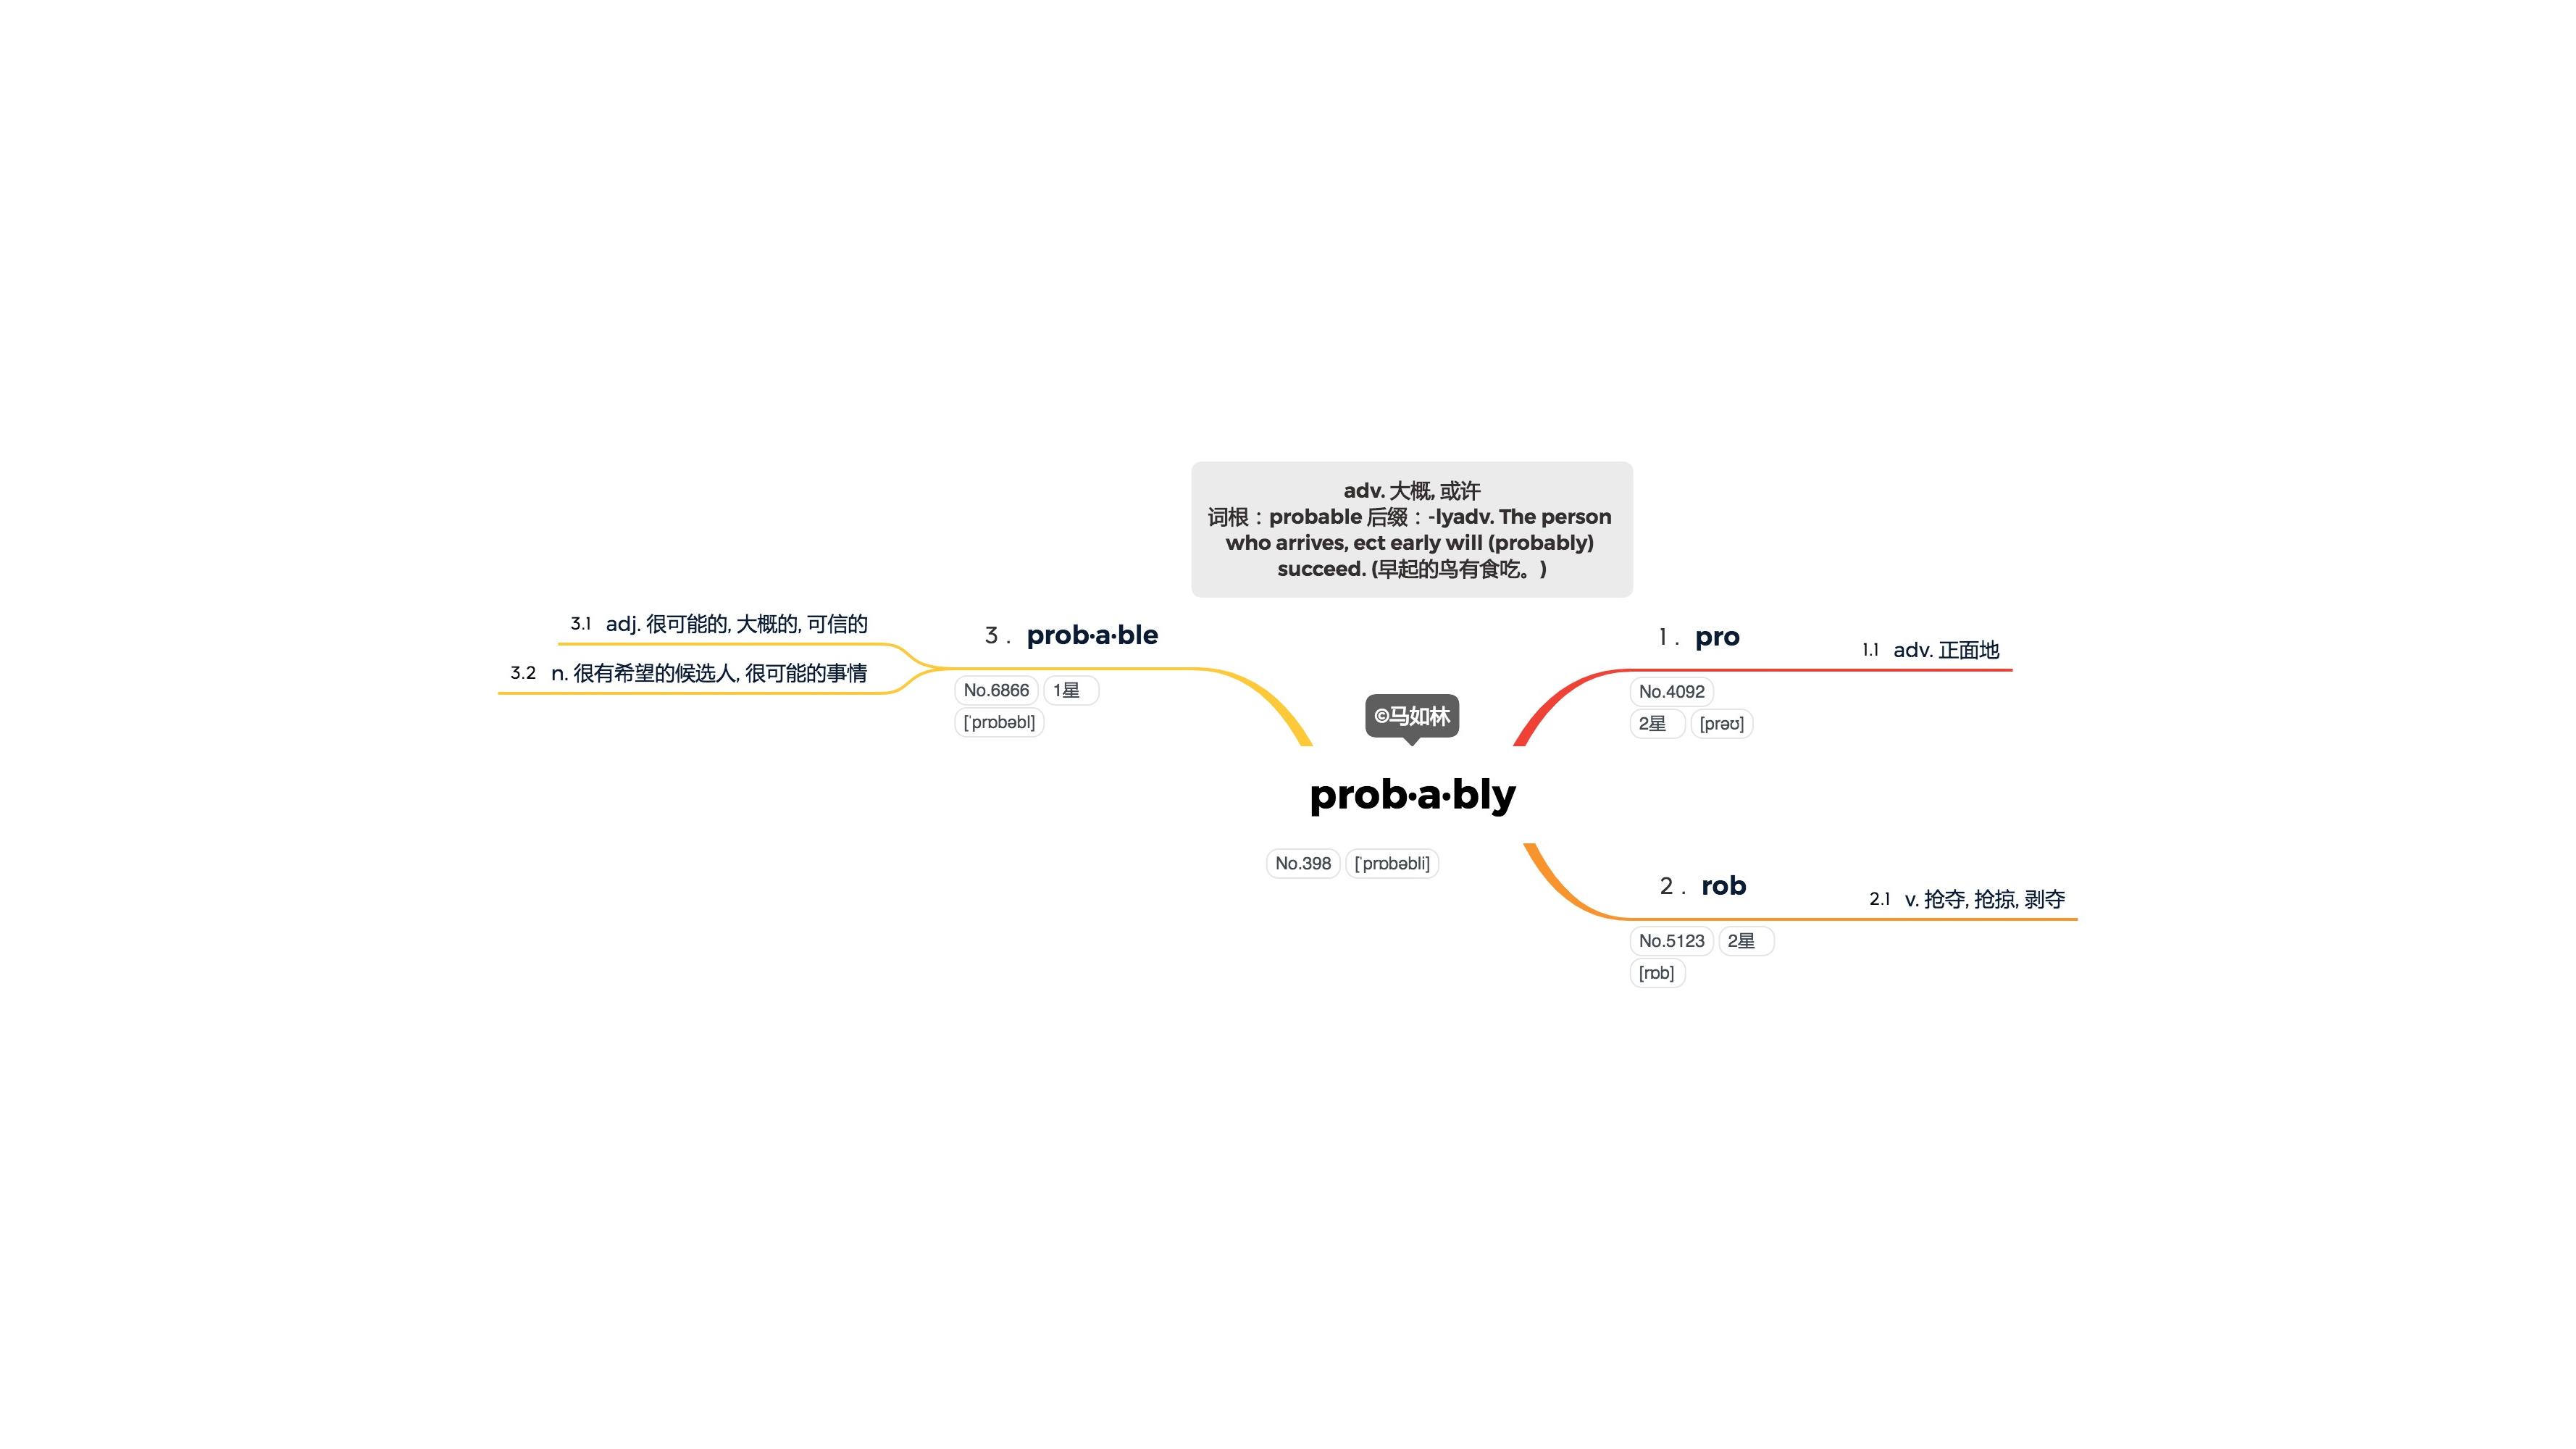 adv. 大概, 或许
词根：probable 后缀：-lyadv. The person
who arrives, ect early will (probably)
succeed. (早起的鸟有食吃。)
©马如林
prob·a·bly
No.398 [ˈprɒbəbli]
1. pro
No.4092
2星 [prəʊ]
1.1 adv. 正面地
2. rob
No.5123 2星
[rɒb]
2.1 v. 抢夺, 抢掠, 剥夺
3. prob·a·ble
No.6866 1星
[ˈprɒbəbl]
3.1 adj. 很可能的, 大概的, 可信的
3.2 n. 很有希望的候选人, 很可能的事情